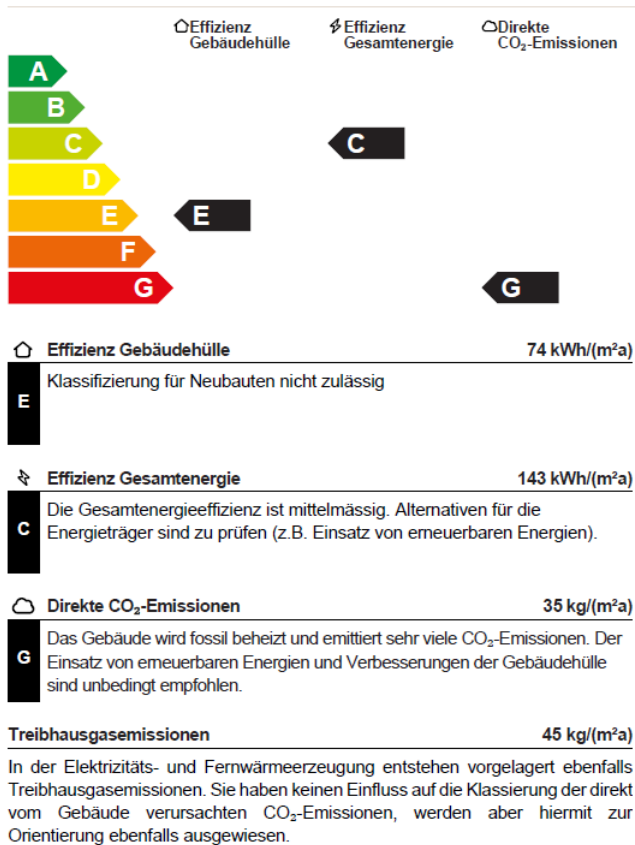 Effizienz Gebäudehülle
Effizienz Gesamtenergie
Direkte CO₂-Emissionen
A
B
C C
D
E E
F
G G
Effizienz Gebäudehülle 74 kWh/(m²a)
E
Klassifizierung für Neubauten nicht zulässig
Effizienz Gesamtenergie 143 kWh/(m²a)
C
Die Gesamtenergieeffizienz ist mittelmässig. Alternativen für die
Energieträger sind zu prüfen (z.B. Einsatz von erneuerbaren Energien).
Direkte CO₂-Emissionen 35 kg/(m²a)
G
Das Gebäude wird fossil beheizt und emittiert sehr viele CO₂-Emissionen. Der
Einsatz von erneuerbaren Energien und Verbesserungen der Gebäudehülle
sind unbedingt empfohlen.
Treibhausgasemissionen 45 kg/(m²a)
In der Elektrizitäts- und Fernwärmeerzeugung entstehen vorgelagert ebenfalls
Treibhausgasemissionen. Sie haben keinen Einfluss auf die Klassierung der direkt
vom Gebäude verursachten CO₂-Emissionen, werden aber hiermit zur
Orientierung ebenfalls ausgewiesen.